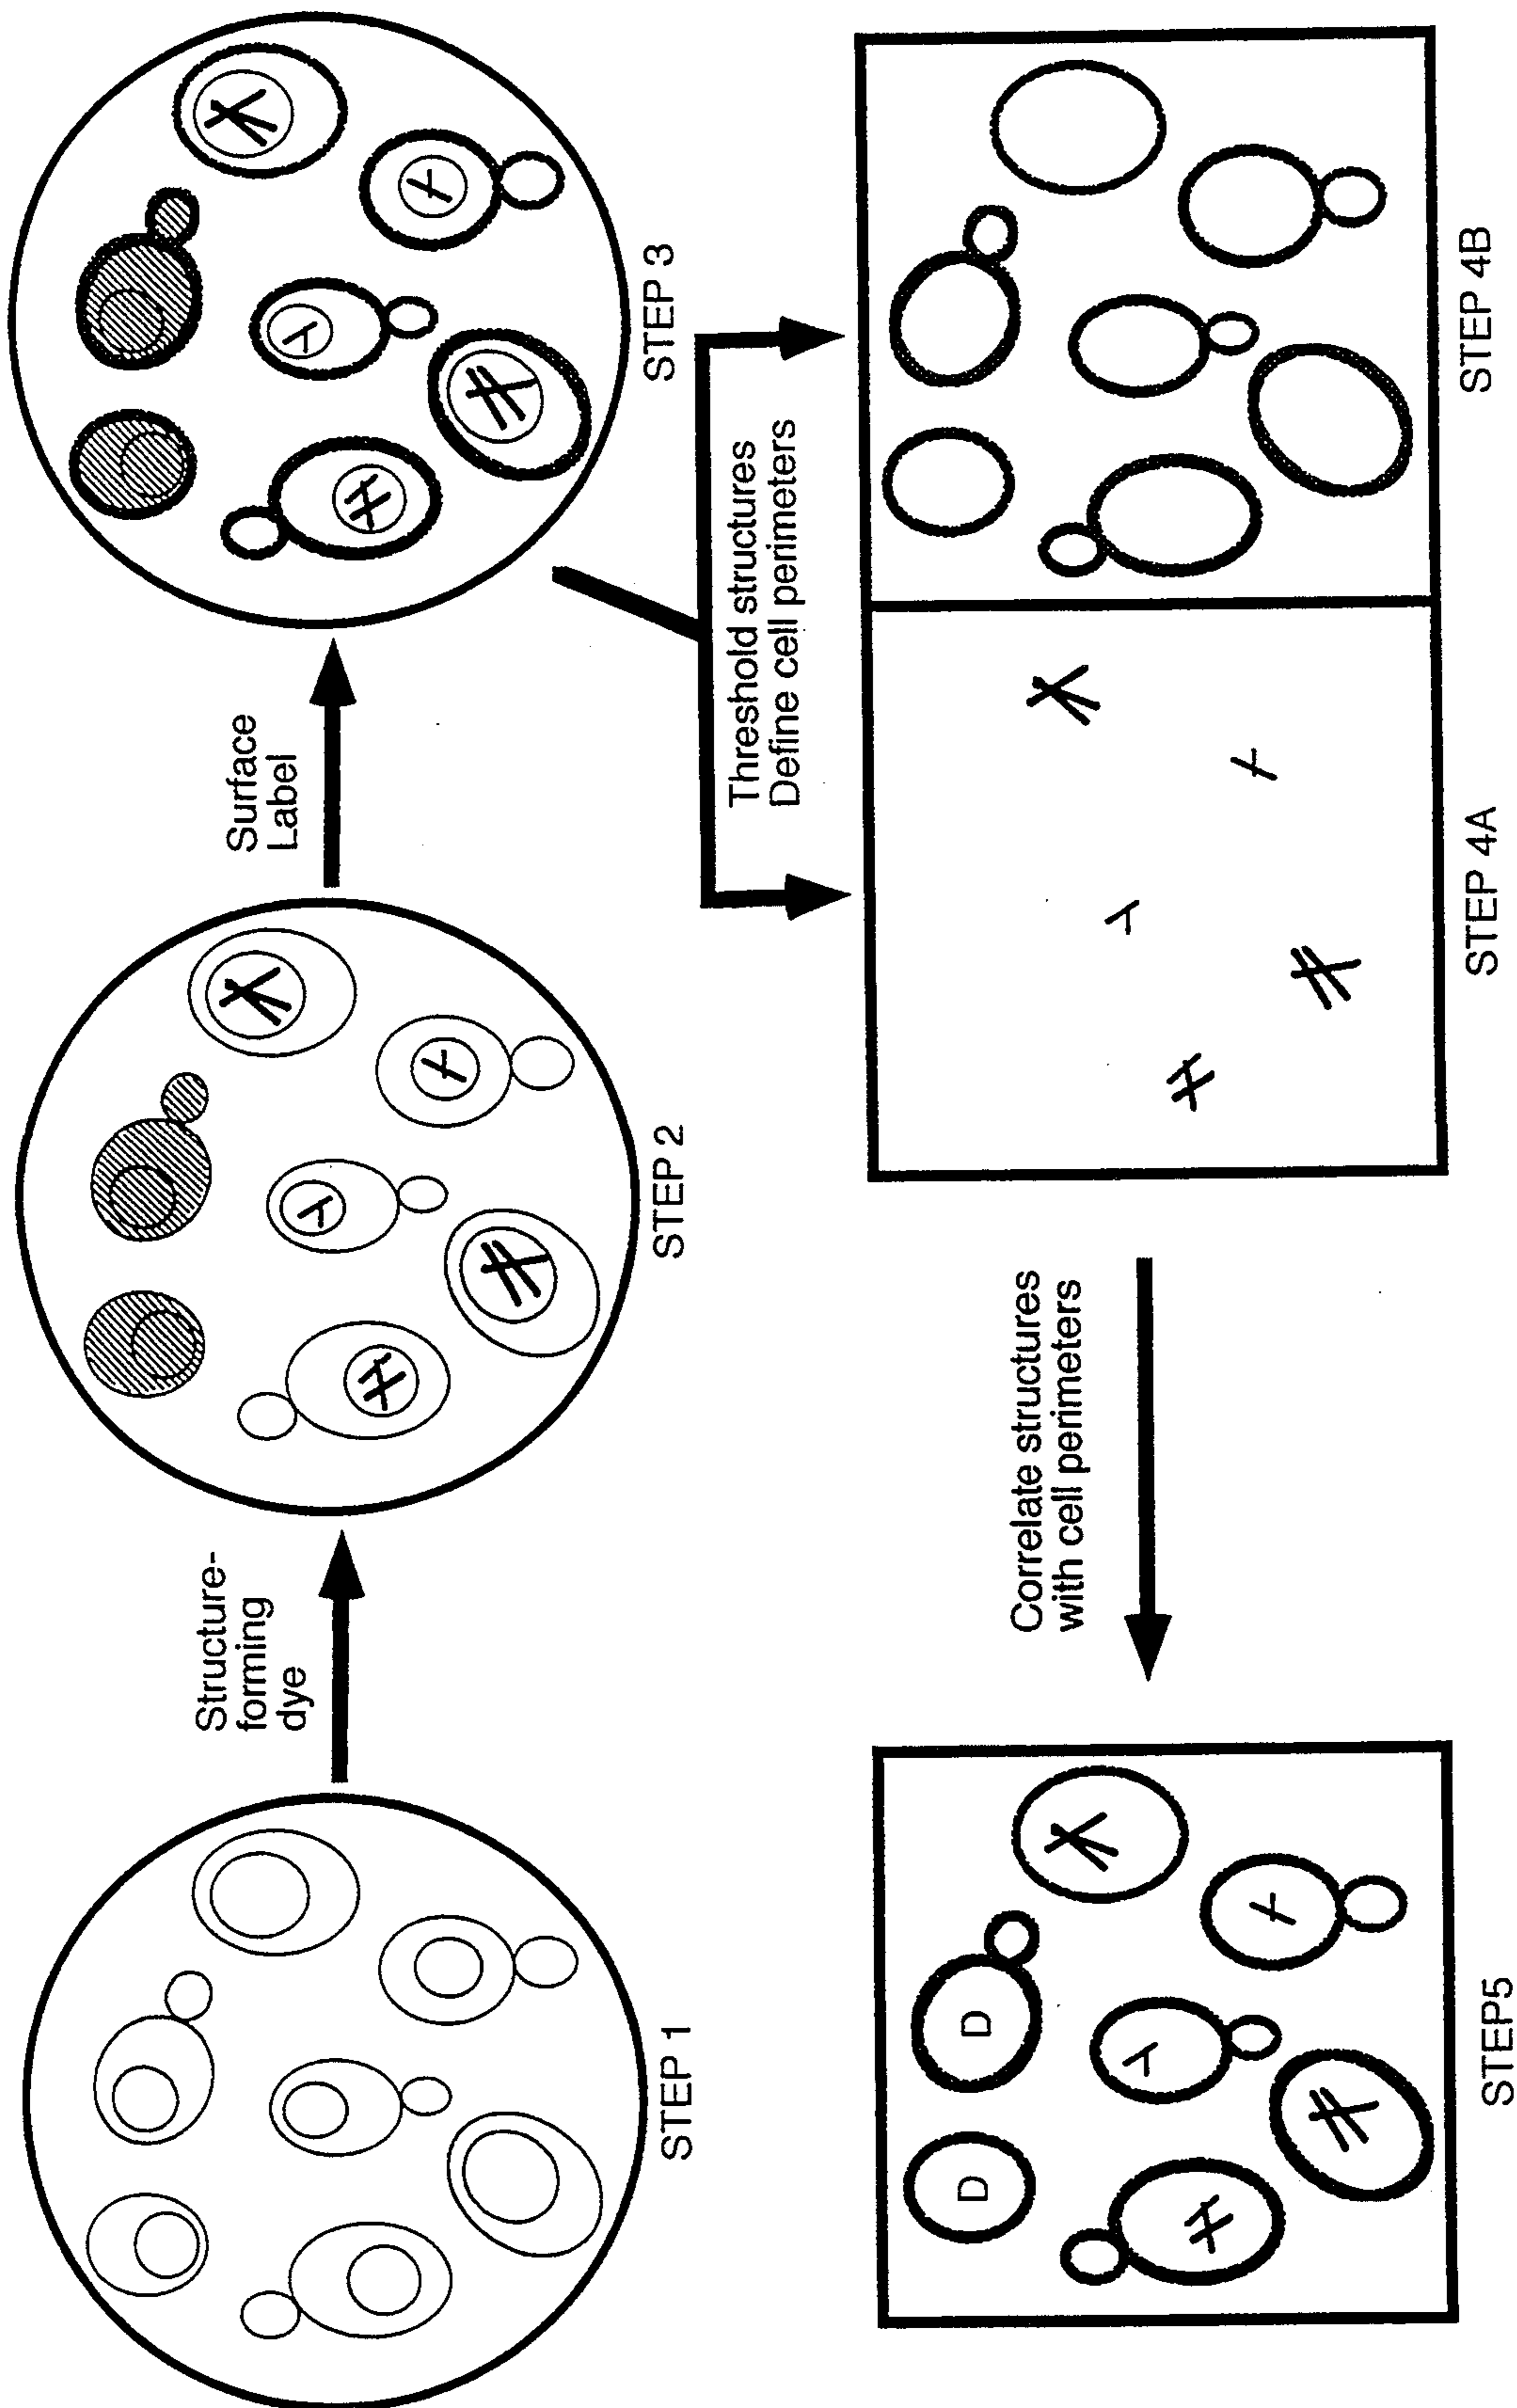 STEP 1
Structure-
forming
dye
STEP 2
Surface
Label
STEP 3
Threshold structures
Define cell perimeters
STEP 4A
STEP 4B
Correlate structures
with cell perimeters
D
D
STEP5